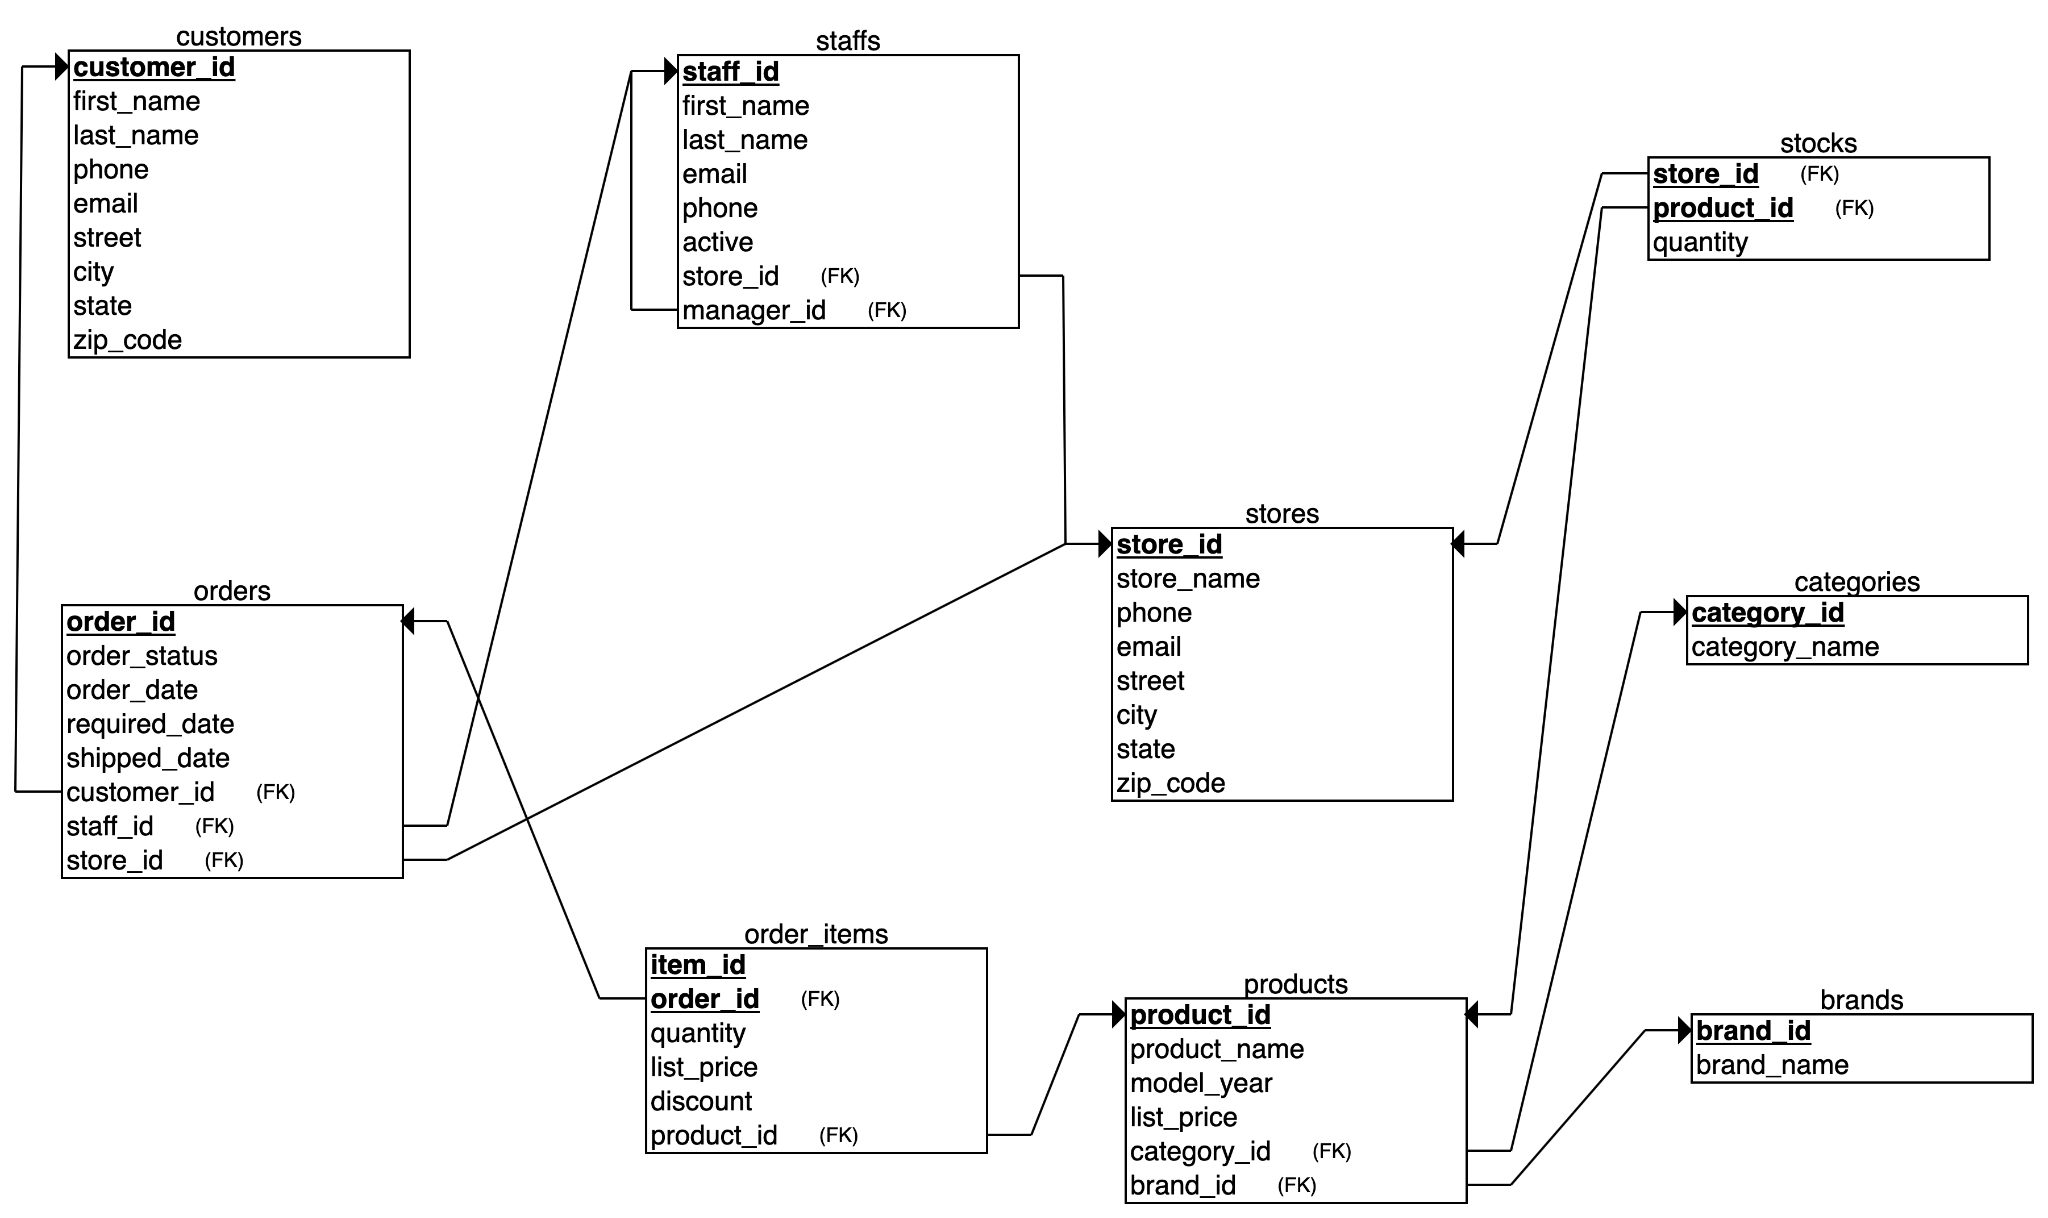 customers
customer_id
first_name
last_name
phone
email
street
city
state
zip_code
staffs
staff_id
first_name
last_name
email
phone
active
store_id (FK)
manager_id (FK)
stocks
store_id (FK)
product_id (FK)
quantity
stores
store_id
store_name
phone
email
street
city
state
zip_code
categories
category_id
category_name
orders
order_id
order_status
order_date
required_date
shipped_date
customer_id (FK)
staff_id (FK)
store_id (FK)
order_items
item_id
order_id (FK)
quantity
list_price
discount
product_id (FK)
products
product_id
product_name
model_year
list_price
category_id (FK)
brand_id (FK)
brands
brand_id
brand_name